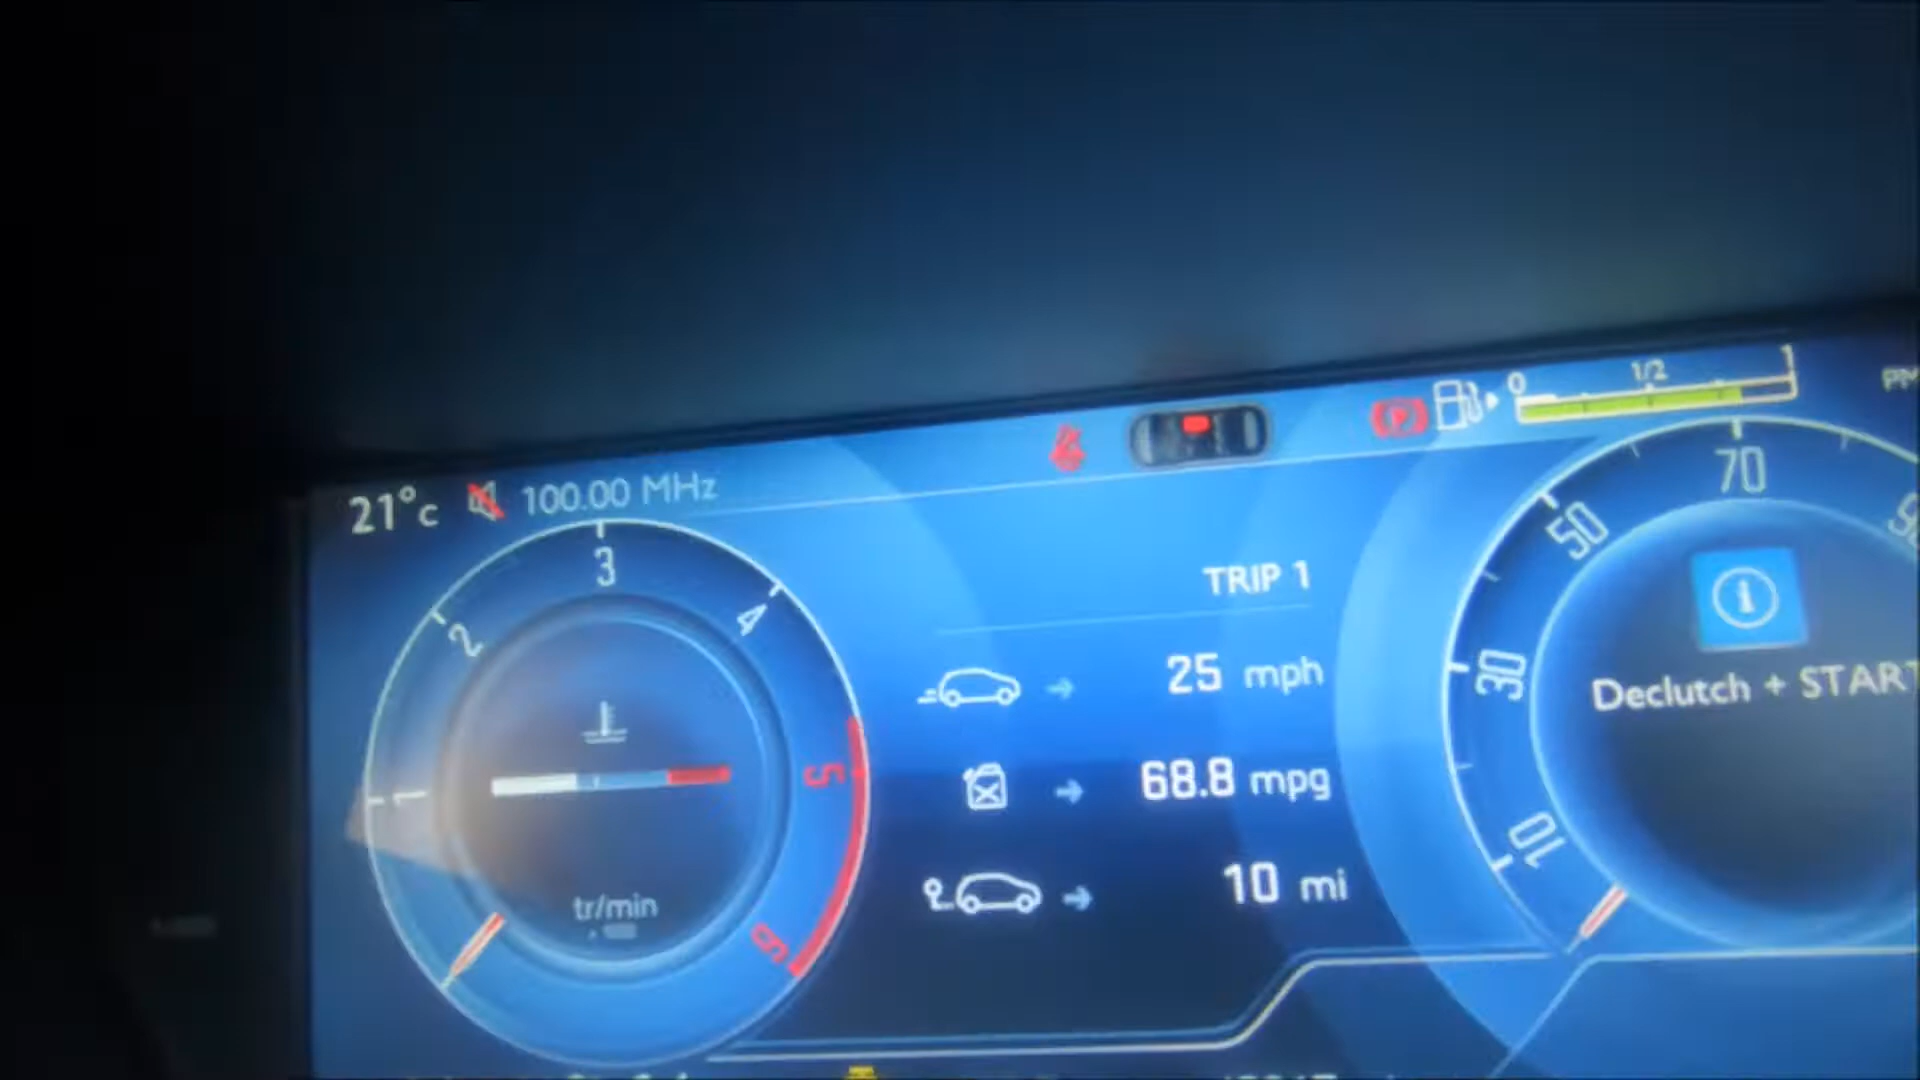 0 1/2 1
21°c 100.00 MHz
P
1 2 3 4 5 6
tr/min
TRIP 1
25 mph
68.8 mpg
10 mi
10 30 50 70
i
Declutch + START